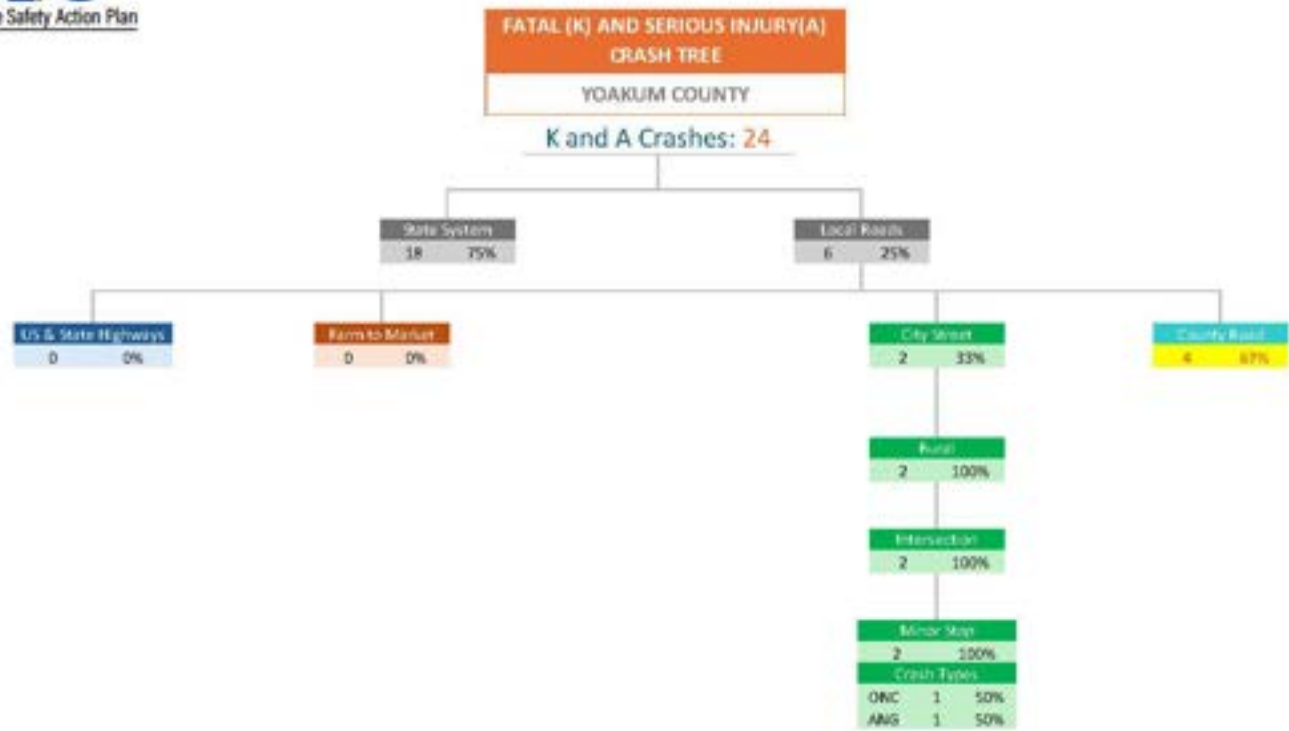 Safety Action Plan
FATAL (K) AND SERIOUS INJURY(A)
CRASH TREE
YOAKUM COUNTY
K and A Crashes: 24
State System
18 75%
Local Roads
6 25%
US & State Highways
0 0%
Farm to Market
0 0%
City Street
2 33%
County Road
4 67%
Rural
2 100%
Intersection
2 100%
Minor Stop
2 100%
Crash Types
ONC 1 50%
ANG 1 50%